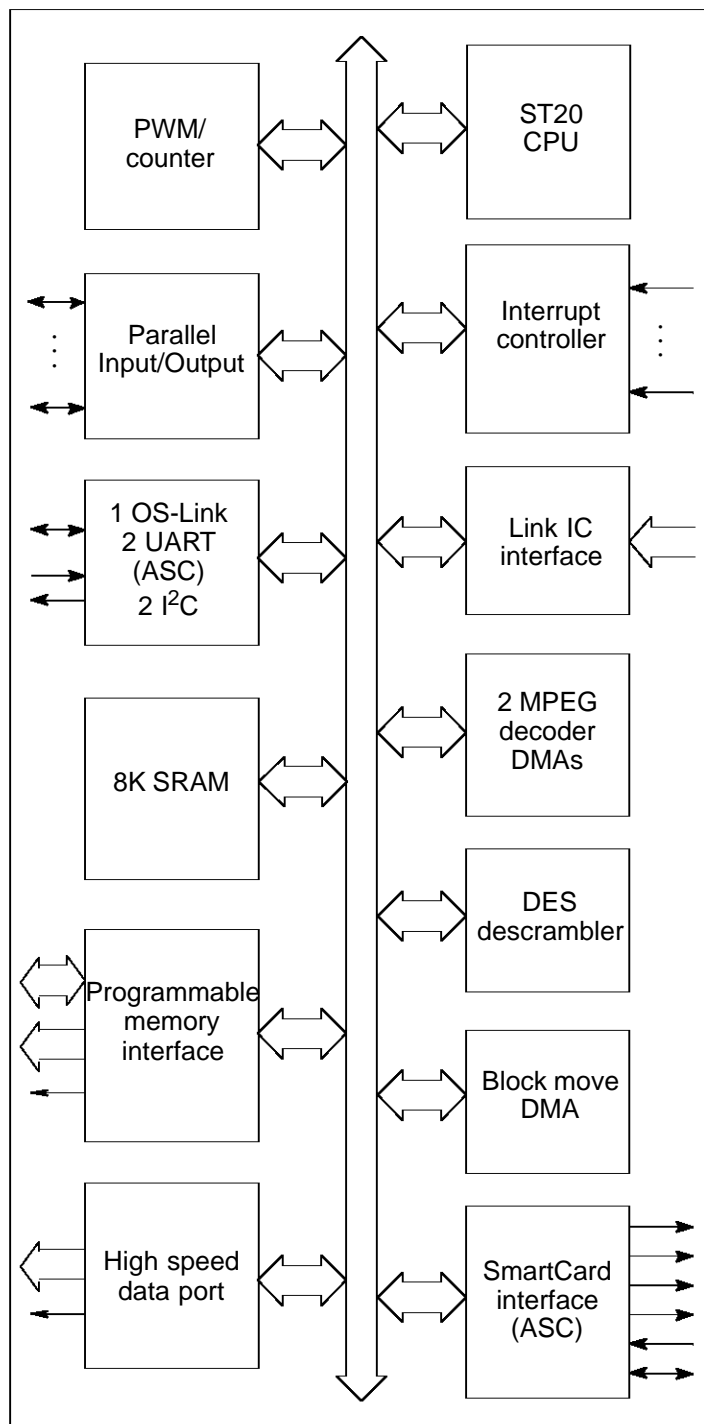 PWM/
counter
ST20
CPU
Parallel
Input/Output
Interrupt
controller
1 OS-Link
2 UART
(ASC)
2 I²C
Link IC
interface
8K SRAM
2 MPEG
decoder
DMAs
DES
descrambler
Programmable
memory
interface
Block move
DMA
High speed
data port
SmartCard
interface
(ASC)